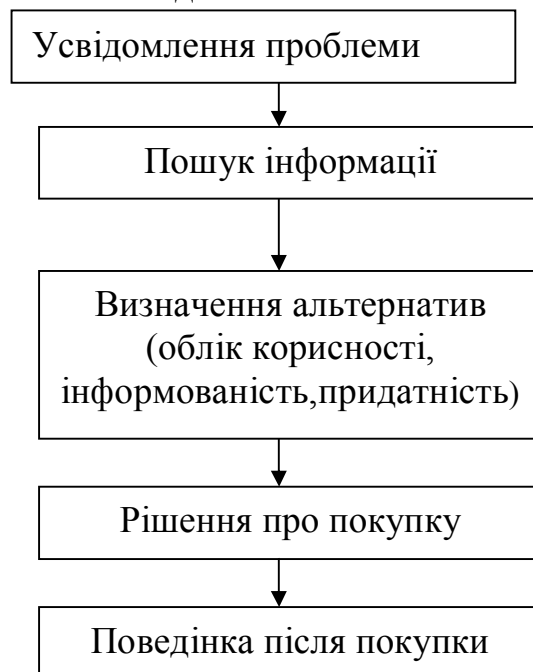 Усвідомлення проблеми
Пошук інформації
Визначення альтернатив
(облік корисності,
інформованість,придатність)
Рішення про покупку
Поведінка після покупки